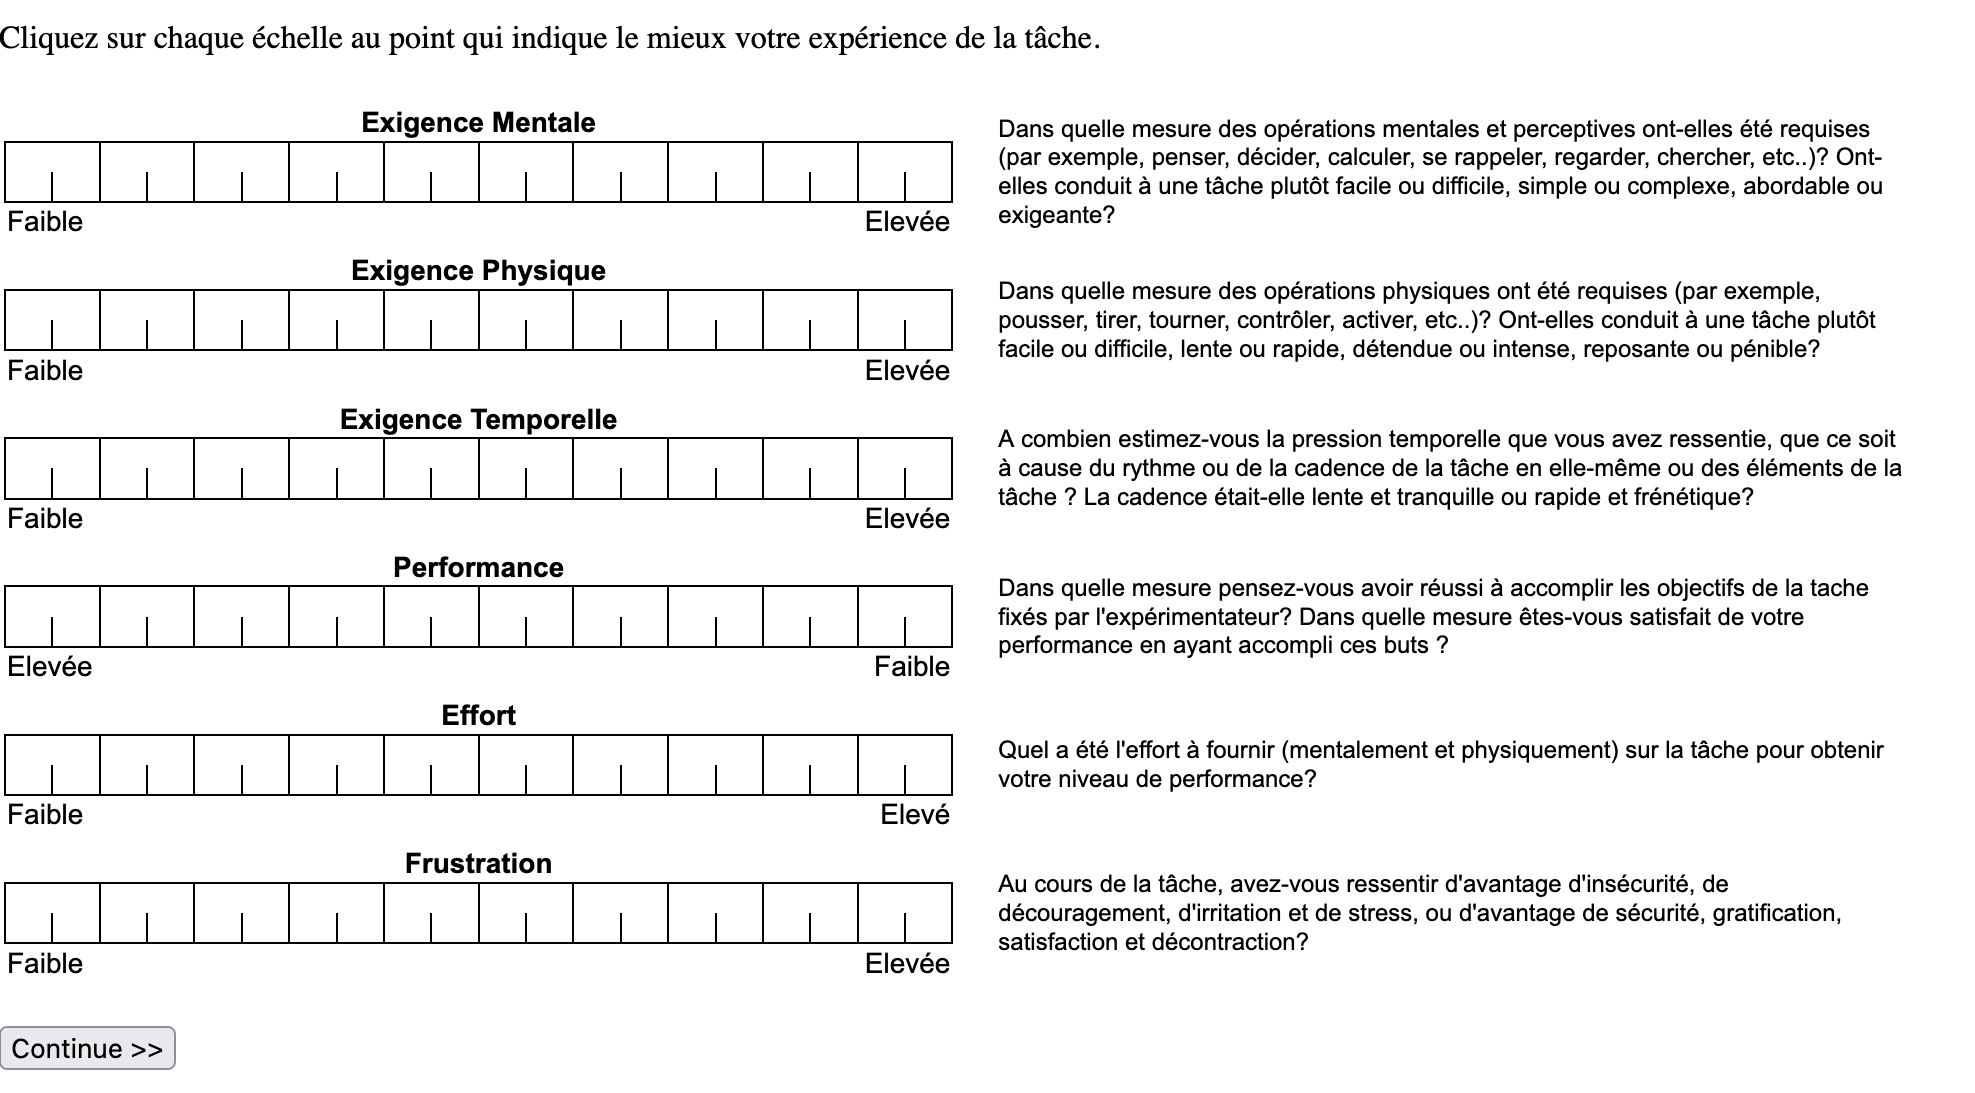 Cliquez sur chaque échelle au point qui indique le mieux votre expérience de la tâche.
Exigence Mentale
Faible Elevée
Dans quelle mesure des opérations mentales et perceptives ont-elles été requises
(par exemple, penser, décider, calculer, se rappeler, regarder, chercher, etc..)? Ont-
elles conduit à une tâche plutôt facile ou difficile, simple ou complexe, abordable ou
exigeante?
Exigence Physique
Faible Elevée
Dans quelle mesure des opérations physiques ont été requises (par exemple,
pousser, tirer, tourner, contrôler, activer, etc..)? Ont-elles conduit à une tâche plutôt
facile ou difficile, lente ou rapide, détendue ou intense, reposante ou pénible?
Exigence Temporelle
Faible Elevée
A combien estimez-vous la pression temporelle que vous avez ressentie, que ce soit
à cause du rythme ou de la cadence de la tâche en elle-même ou des éléments de la
tâche ? La cadence était-elle lente et tranquille ou rapide et frénétique?
Performance
Elevée Faible
Dans quelle mesure pensez-vous avoir réussi à accomplir les objectifs de la tache
fixés par l'expérimentateur? Dans quelle mesure êtes-vous satisfait de votre
performance en ayant accompli ces buts ?
Effort
Faible Elevé
Quel a été l'effort à fournir (mentalement et physiquement) sur la tâche pour obtenir
votre niveau de performance?
Frustration
Faible Elevée
Au cours de la tâche, avez-vous ressentir d'avantage d'insécurité, de
découragement, d'irritation et de stress, ou d'avantage de sécurité, gratification,
satisfaction et décontraction?
Continue >>